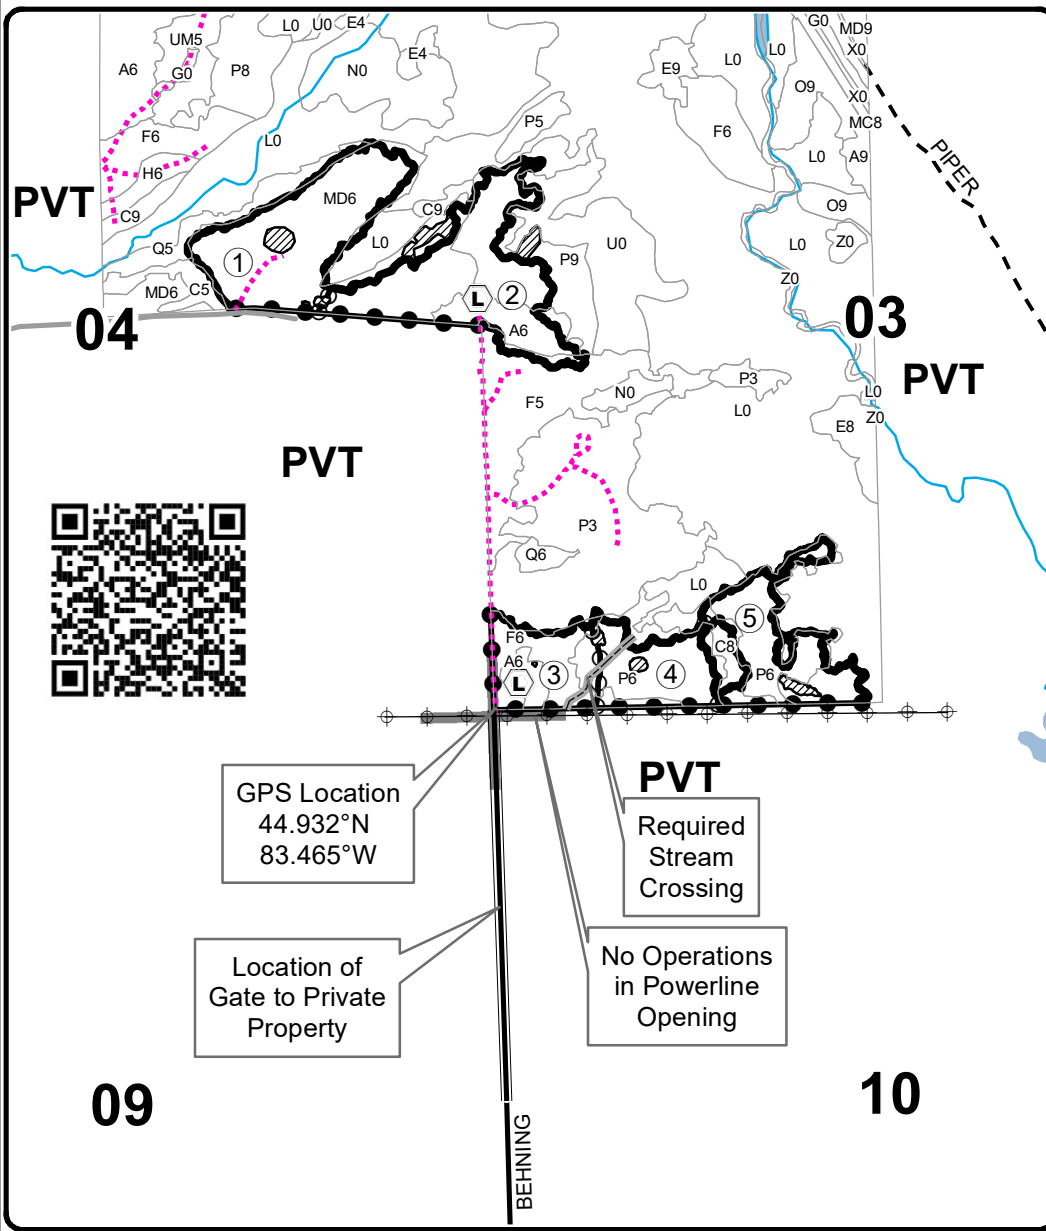 L0
U0
E4
G0
MD9
UM5
E4
L0
L0
X0
A6
G0
P8
N0
E9
O9
X0
P5
MC8
F6
L0
F6
PIPER
H6
L0
A9
PVT
MD6
C9
C9
O9
Q5
L0
U0
L0
Z0
1
P9
MD6
C5
L
2
Z0
04
A6
03
PVT
P3
N0
L0
F5
L0
Z0
E8
PVT
P3
Q6
L0
F6
5
C8
A6
3
P6
4
P6
L
PVT
GPS Location
44.932°N
83.465°W
Required
Stream
Crossing
Location of
Gate to Private
Property
No Operations
in Powerline
Opening
09
10
BEHNING